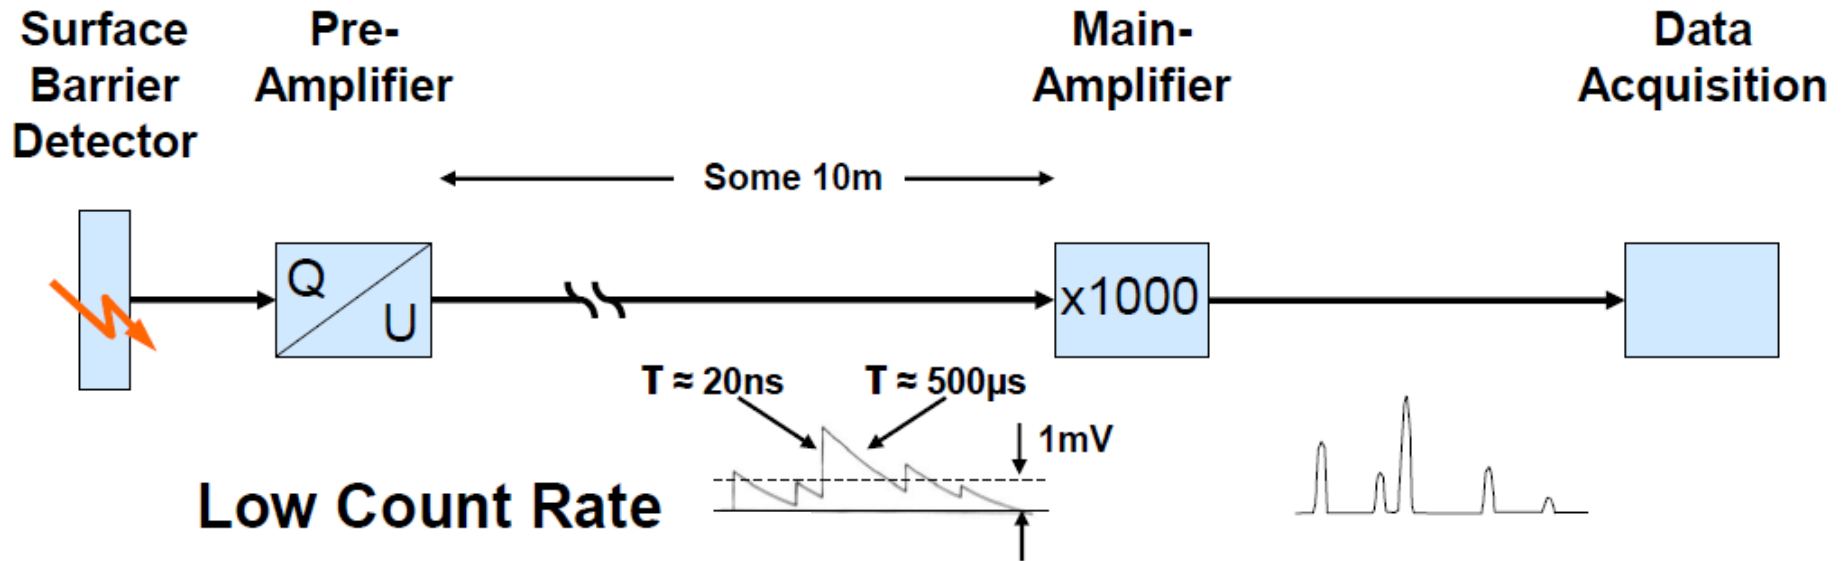 Surface
Barrier
Detector
Pre-
Amplifier
Main-
Amplifier
Data
Acquisition
Some 10m
Q
U
x1000
T ≈ 20ns
T ≈ 500µs
1mV
Low Count Rate